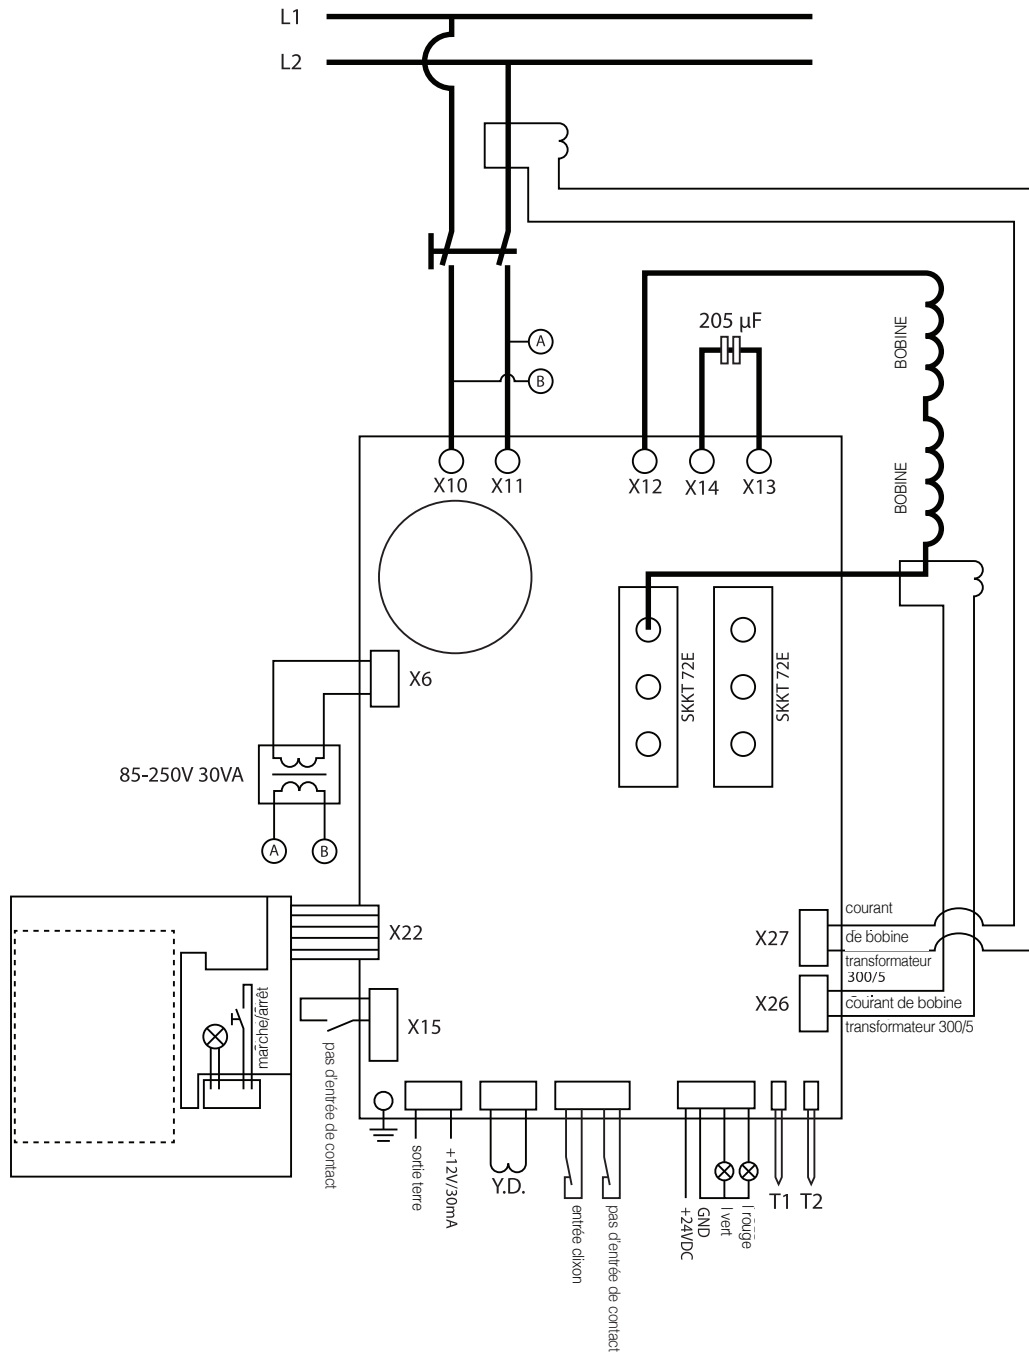 L1
L2
A
B
205 µF
BOBINE
BOBINE
X10
X11
X12
X14
X13
SKKT 72E
SKKT 72E
X6
85-250V 30VA
A
B
X22
X27
courant
de bobine
transformateur
300/5
X26
courant de bobine
transformateur 300/5
marche/arrêt
X15
pas d'entrée de contact
sortie terre
+12V/30mA
Y.D.
entrée clixon
pas d'entrée de contact
+24VDC
GND
I vert
I rouge
T1
T2